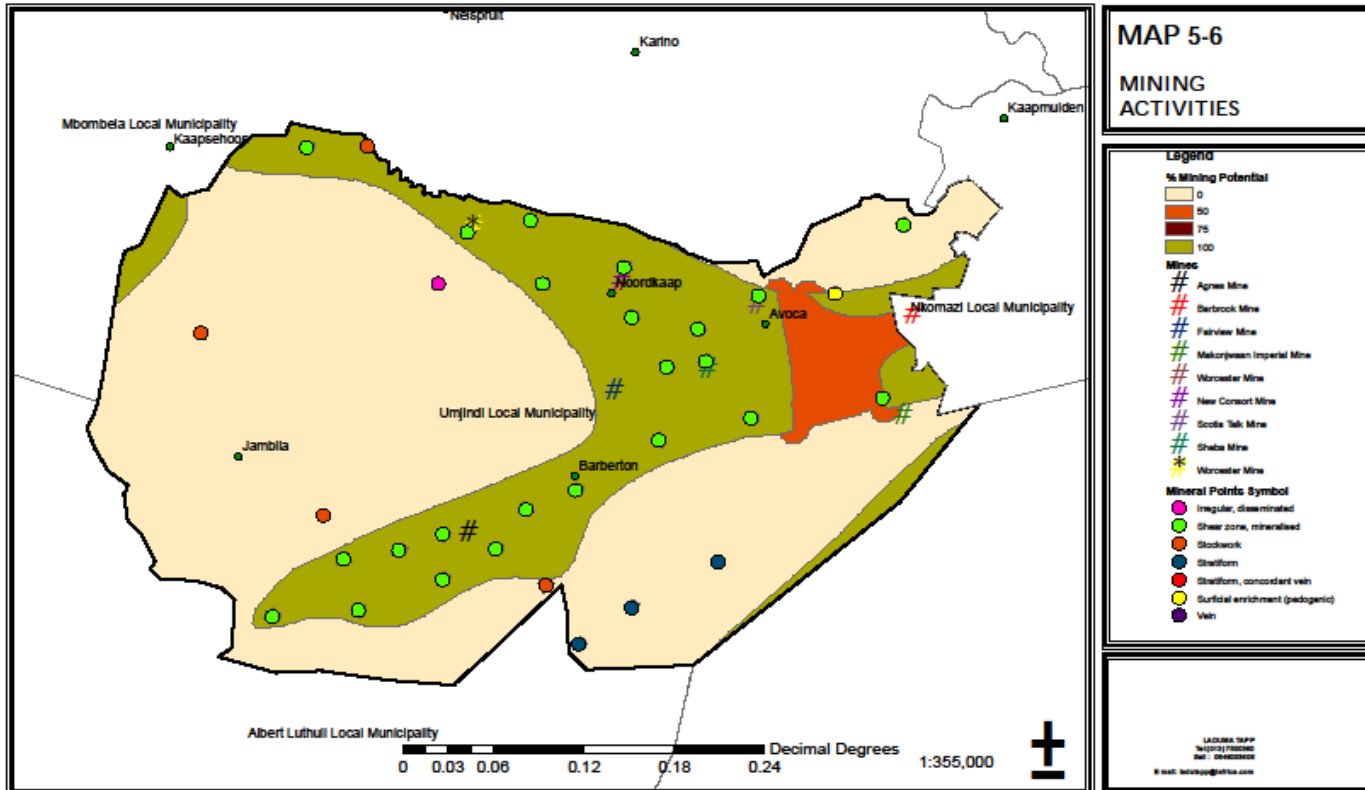 Nelspruit
Karino
Kaapmuiden
Mbombela Local Municipality
Kaapsehoop
Noordkaap
Avoca
Nkomazi Local Municipality
Umjindi Local Municipality
Jambila
Barberton
Albert Luthuli Local Municipality
Decimal Degrees
0 0.03 0.06 0.12 0.18 0.24
1:355,000
MAP 5-6
MINING
ACTIVITIES
Legend
% Mining Potential
0
50
75
100
Mines
Agnes Mine
Barbrook Mine
Fairview Mine
Makonjwaan Imperial Mine
Worcester Mine
New Consort Mine
Scotia Talk Mine
Sheba Mine
Worcester Mine
Mineral Points Symbol
Irregular, disseminated
Shear zone, mineralised
Stockwork
Stratiform
Stratiform, concordant vein
Surficial enrichment (pedogenic)
Vein
LADUMA TAPP